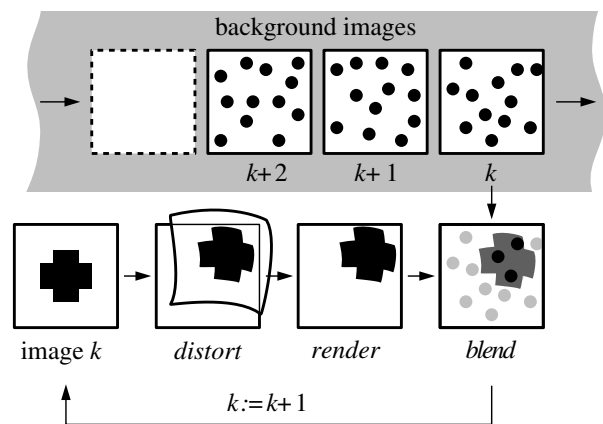 background images
k+2 k+1 k
image k distort render blend
k:=k+1